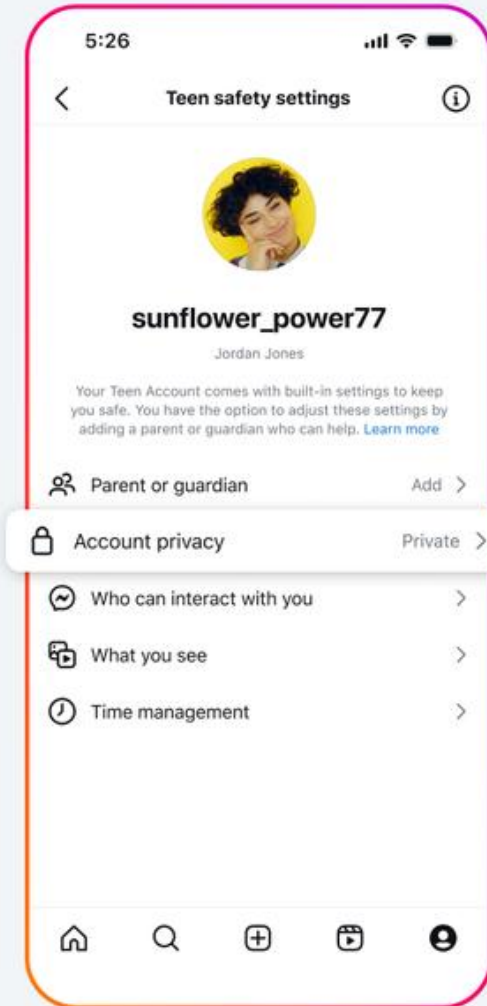 5:26
Teen safety settings
sunflower_power77
Jordan Jones
Your Teen Account comes with built-in settings to keep
you safe. You have the option to adjust these settings by
adding a parent or guardian who can help. Learn more
Parent or guardian Add
Account privacy Private
Who can interact with you
What you see
Time management